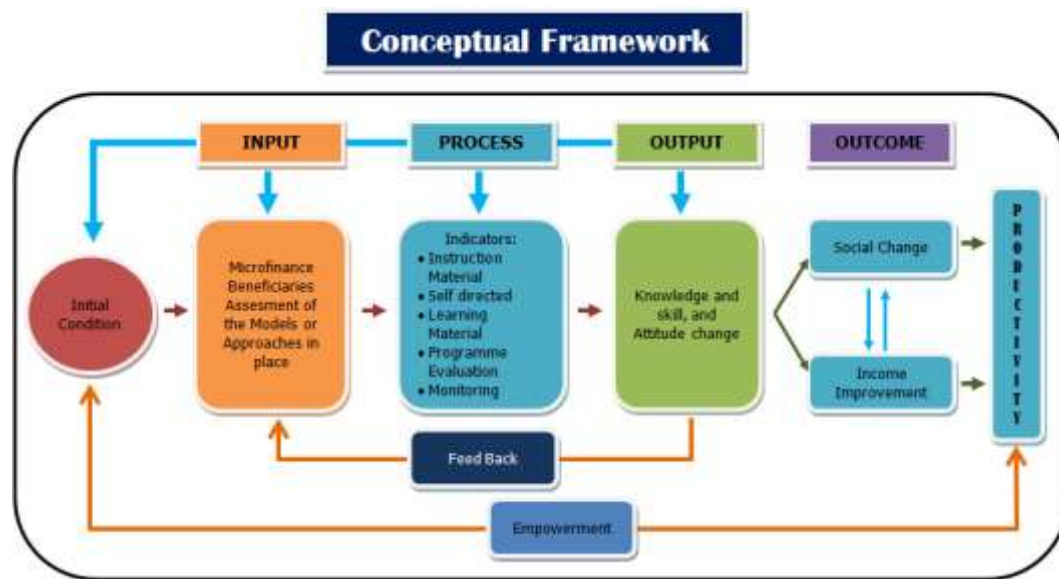 Conceptual Framework
INPUT
PROCESS
OUTPUT
OUTCOME
Initial
Condition
Microfinance
Beneficiaries
Assesment of
the Models or
Approaches in
place
Indicators:
• Instruction
Material
• Self directed
• Learning
Material
• Programme
Evaluation
• Monitoring
Knowledge and
skill, and
Attitude change
Social Change
Income
Improvement
PRODUCTIVITY
Feed Back
Empowerment